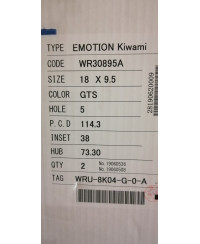 TYPE EMOTION Kiwami
CODE WR30895A
SIZE 18 X 9.5
COLOR GTS
HOLE 5
P.C.D 114.3
INSET 38
HUB 73.30
QTY 2
TAG WRU-8K04-G-0-A
28190620009